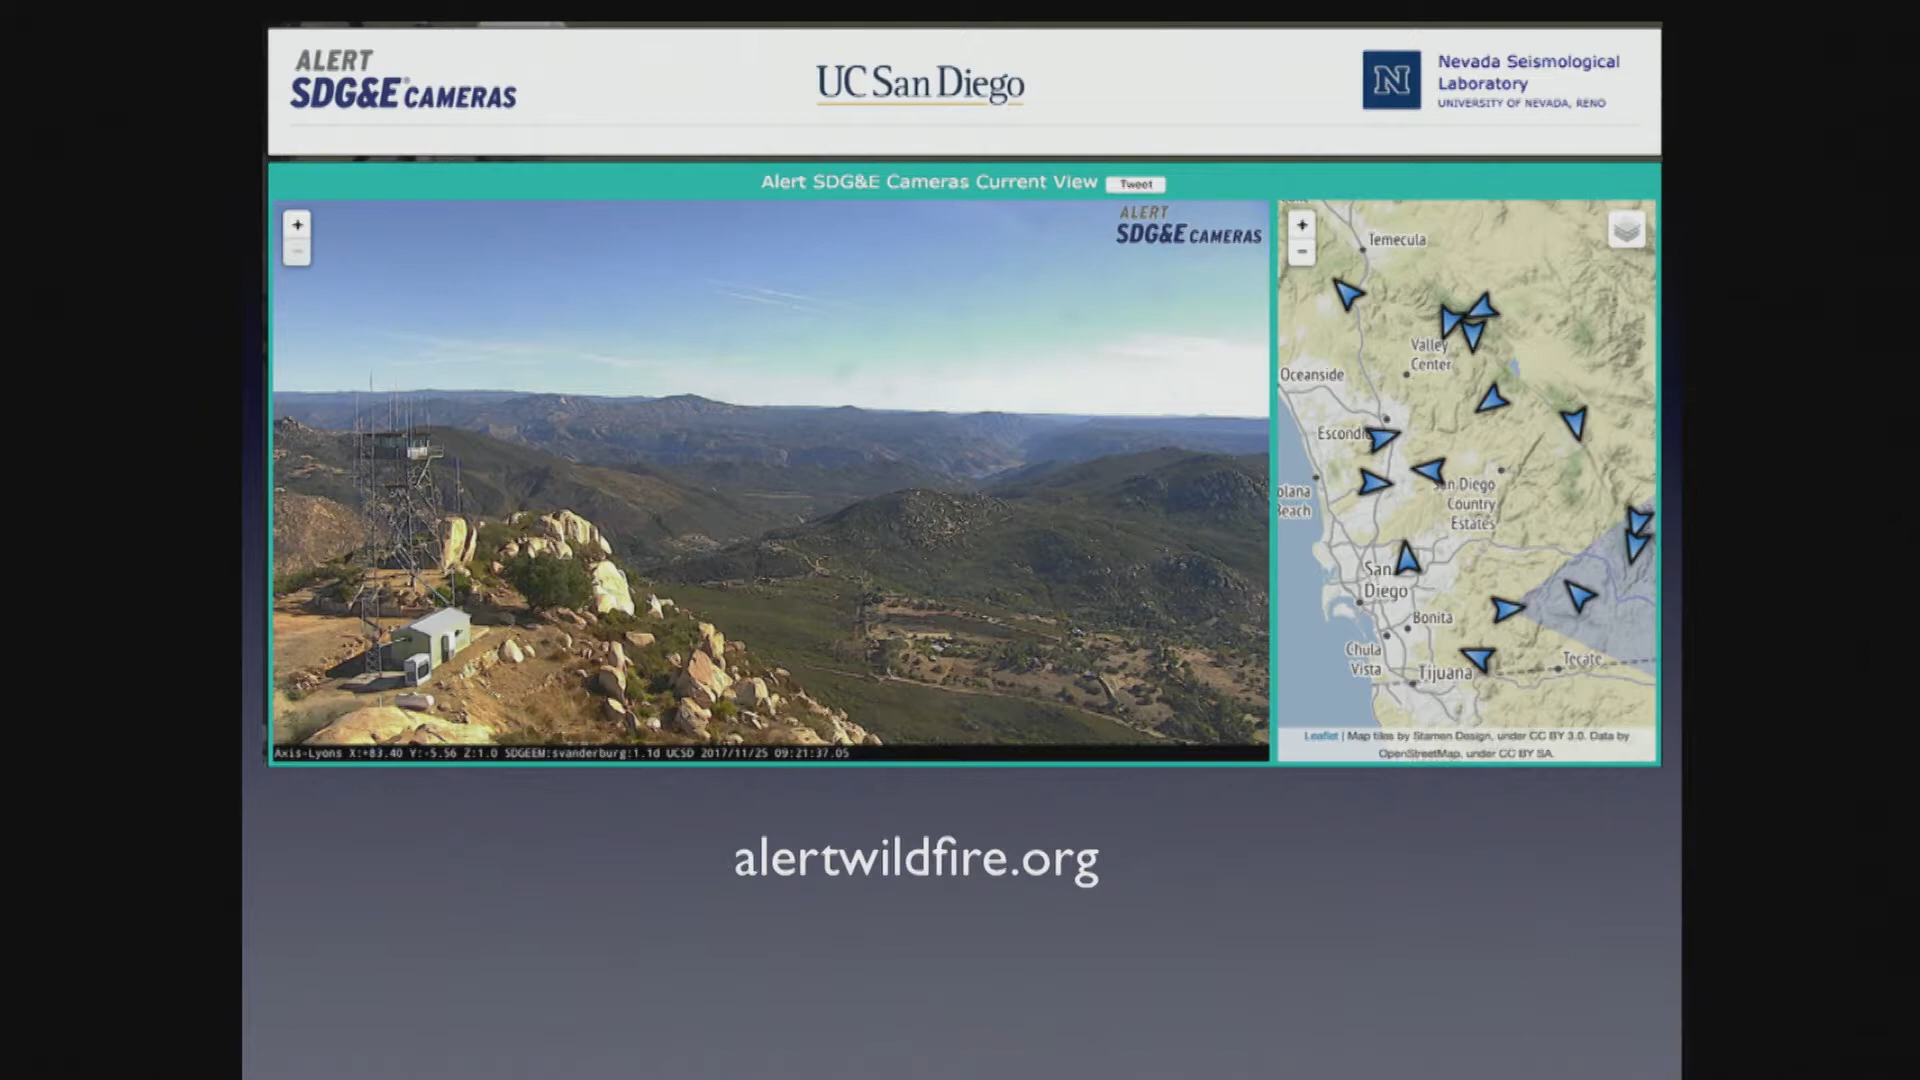 ALERT
SDG&E® CAMERAS
UC San Diego
N
Nevada Seismological
Laboratory
UNIVERSITY OF NEVADA, RENO
Alert SDG&E Cameras Current View
Tweet
+
−
ALERT
SDG&E CAMERAS
+
−
Temecula
Valley
Center
Oceanside
Escondi
San Diego
Country
Estates
olana
Beach
San
Diego
Bonita
Chula
Vista
Tijuana
Tecate
Axis-Lyons X:+83.40 Y:-5.56 Z:1.0 SDGEEM:svanderburg:1.1d UCSD 2017/11/25 09:21:37.05
Leaflet | Map tiles by Stamen Design, under CC BY 3.0. Data by
OpenStreetMap, under CC BY SA.
alertwildfire.org